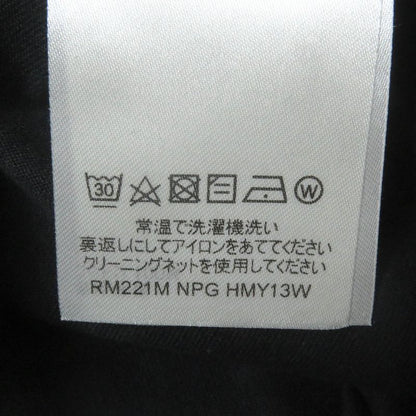 30 W
常温で洗濯機洗い
裏返しにしてアイロンをあててください
クリーニングネットを使用してください
RM221M NPG HMY13W